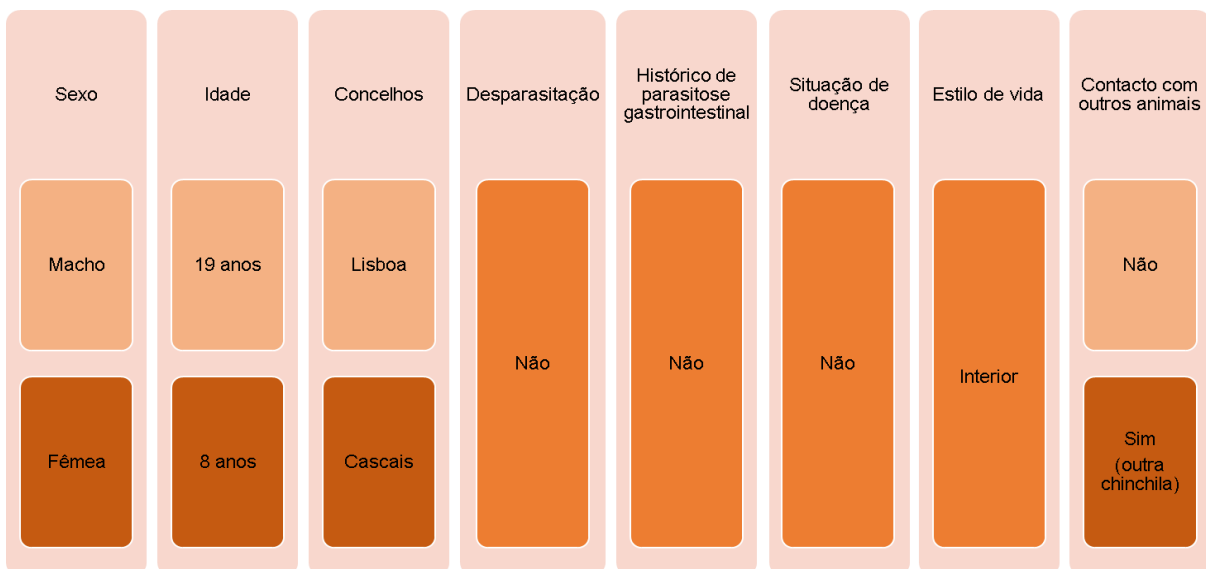 Sexo
Idade
Concelhos
Desparasitação
Histórico de
parasitose
gastrointestinal
Situação de
doença
Estilo de vida
Contacto com
outros animais
Macho
19 anos
Lisboa
Não
Fêmea
8 anos
Cascais
Não
Não
Não
Interior
Sim
(outra
chinchila)